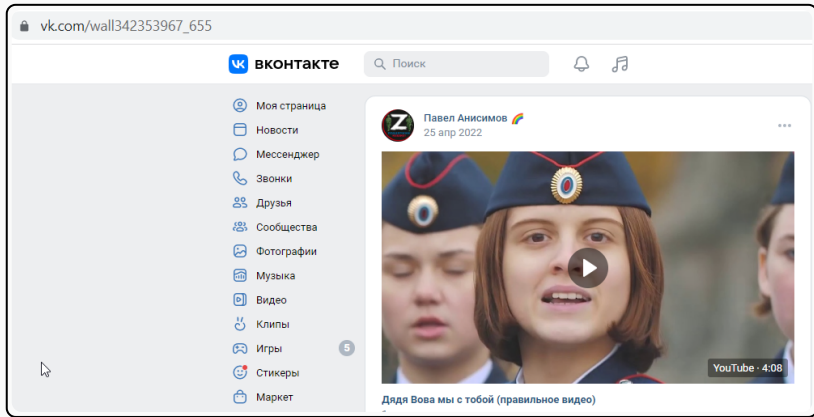 vk.com/wall342353967_655
вконтакте
Поиск
Моя страница
Новости
Мессенджер
Звонки
Друзья
Сообщества
Фотографии
Музыка
Видео
Клипы
Игры 5
Стикеры
Маркет
Павел Анисимов
25 апр 2022
Z
YouTube · 4:08
Дядя Вова мы с тобой (правильное видео)